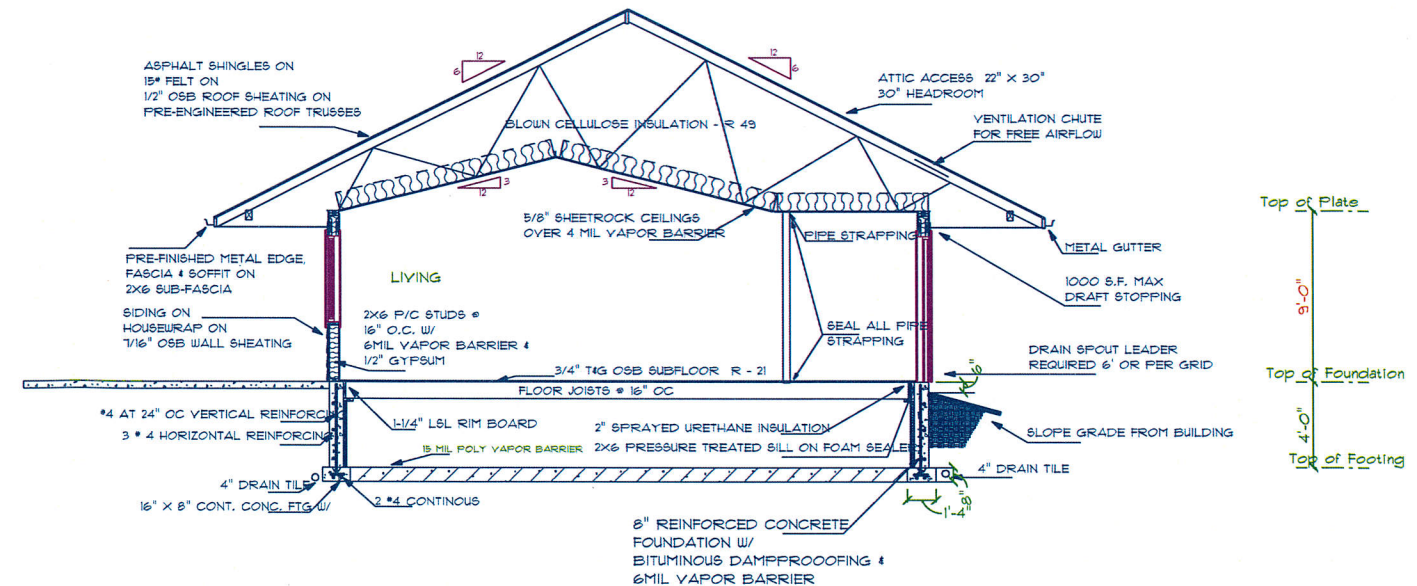 ASPHALT SHINGLES ON
15# FELT ON
1/2" OSB ROOF SHEATING ON
PRE-ENGINEERED ROOF TRUSSES
12
6
12
6
ATTIC ACCESS 22" X 30"
30" HEADROOM
VENTILATION CHUTE
FOR FREE AIRFLOW
BLOWN CELLULOSE INSULATION - R 49
3
12
3
12
5/8" SHEETROCK CEILINGS
OVER 4 MIL VAPOR BARRIER
PIPE STRAPPING
Top of Plate
METAL GUTTER
PRE-FINISHED METAL EDGE,
FASCIA & SOFFIT ON
2X6 SUB-FASCIA
LIVING
1000 S.F. MAX
DRAFT STOPPING
9'-0"
SIDING ON
HOUSEWRAP ON
7/16" OSB WALL SHEATING
2X6 P/C STUDS @
16" O.C. W/
6MIL VAPOR BARRIER &
1/2" GYPSUM
SEAL ALL PIPE
STRAPPING
DRAIN SPOUT LEADER
REQUIRED 6' OR PER GRID
3/4" T&G OSB SUBFLOOR R - 21
Top of Foundation
FLOOR JOISTS @ 16" OC
6"
#4 AT 24" OC VERTICAL REINFORCI
1-1/4" LSL RIM BOARD
2" SPRAYED URETHANE INSULATION
SLOPE GRADE FROM BUILDING
4'-0"
3 # 4 HORIZONTAL REINFORCING
15 MIL POLY VAPOR BARRIER
2X6 PRESSURE TREATED SILL ON FOAM SEALE
Top of Footing
4" DRAIN TILE
4" DRAIN TILE
8"
16" X 8" CONT. CONC. FTG W/
2 #4 CONTINOUS
1'-4"
8" REINFORCED CONCRETE
FOUNDATION W/
BITUMINOUS DAMPPROOOFING &
6MIL VAPOR BARRIER